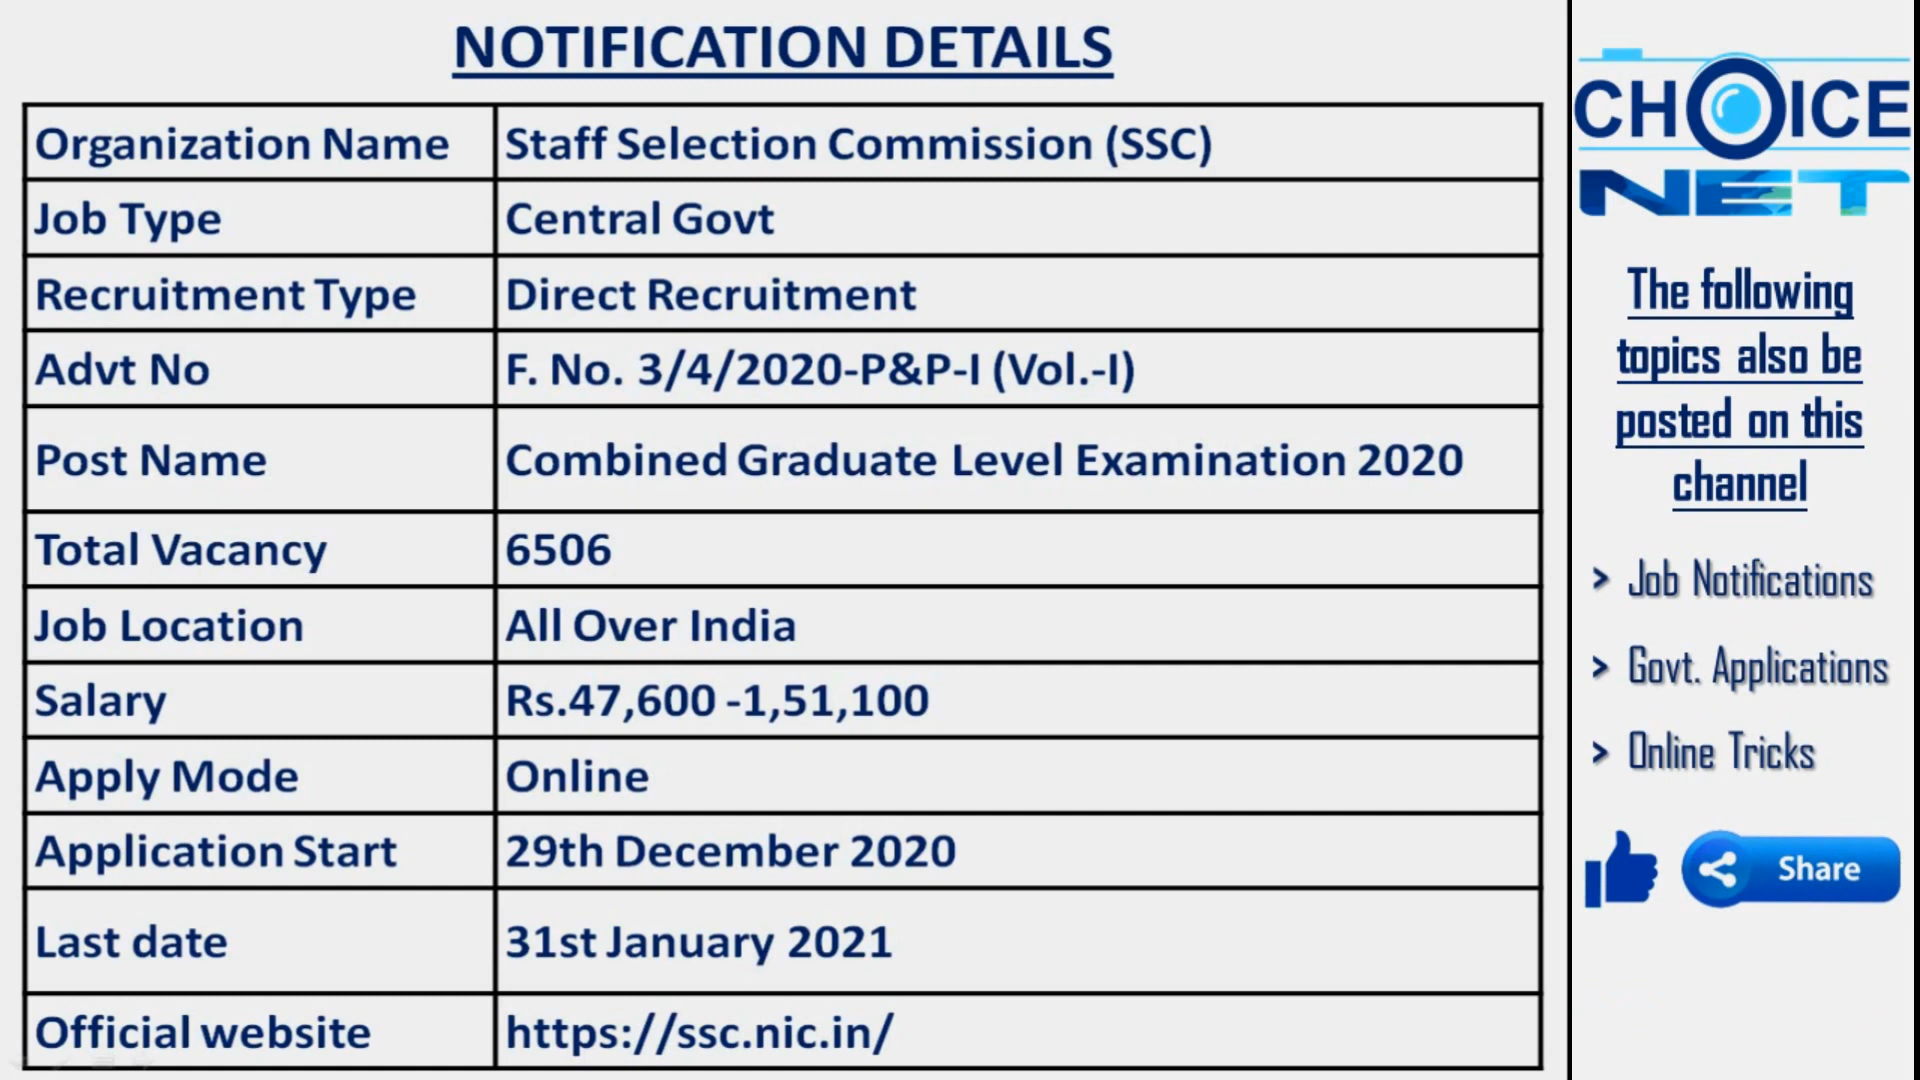 NOTIFICATION DETAILS
Organization Name Staff Selection Commission (SSC)
Job Type Central Govt
Recruitment Type Direct Recruitment
Advt No F. No. 3/4/2020-P&P-I (Vol.-I)
Post Name Combined Graduate Level Examination 2020
Total Vacancy 6506
Job Location All Over India
Salary Rs.47,600 -1,51,100
Apply Mode Online
Application Start 29th December 2020
Last date 31st January 2021
Official website https://ssc.nic.in/
CHOICE
NET
The following
topics also be
posted on this
channel
> Job Notifications
> Govt. Applications
> Online Tricks
Share